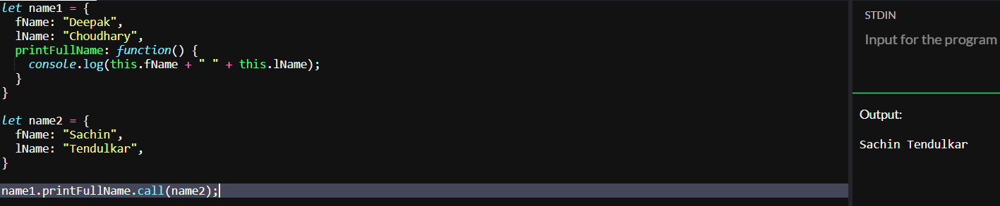 let name1 = {
  fName: "Deepak",
  lName: "Choudhary",
  printFullName: function() {
    console.log(this.fName + " " + this.lName);
  }
}

let name2 = {
  fName: "Sachin",
  lName: "Tendulkar",
}

name1.printFullName.call(name2);
STDIN
Input for the program
Output:
Sachin Tendulkar